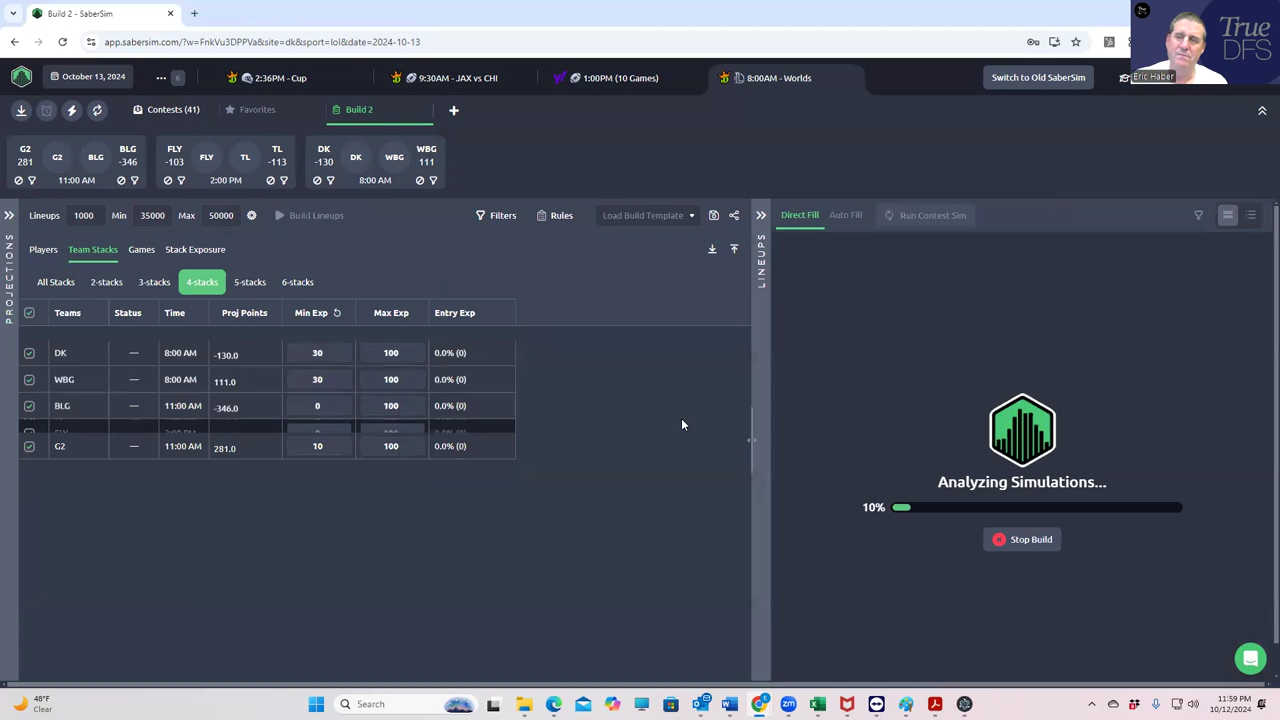 Build 2 - SaberSim
app.sabersim.com/?w=FnkVu3DPPVa&site=dk&sport=lol&date=2024-10-13
True
DFS
Eric Haber
October 13, 2024
... 6
2:36PM - Cup
9:30AM - JAX vs CHI
1:00PM (10 Games)
8:00AM - Worlds
Switch to Old SaberSim
Contests (41)
Favorites
Build 2
G2 BLG FLY TL DK WBG
281 G2 BLG -346 -103 FLY TL -113 -130 DK WBG 111
11:00 AM 2:00 PM 8:00 AM
Lineups 1000 Min 35000 Max 50000 Build Lineups Filters Rules Load Build Template
Direct Fill Auto Fill Run Contest Sim
PROJECTIONS
LINEUPS
Players Team Stacks Games Stack Exposure
All Stacks 2-stacks 3-stacks 4-stacks 5-stacks 6-stacks
Teams Status Time Proj Points Min Exp Max Exp Entry Exp
DK — 8:00 AM -130.0 30 100 0.0% (0)
WBG — 8:00 AM 111.0 30 100 0.0% (0)
BLG — 11:00 AM -346.0 0 100 0.0% (0)
G2 — 11:00 AM 281.0 10 100 0.0% (0)
Analyzing Simulations...
10%
Stop Build
48°F
Clear
Search
11:59 PM
10/12/2024